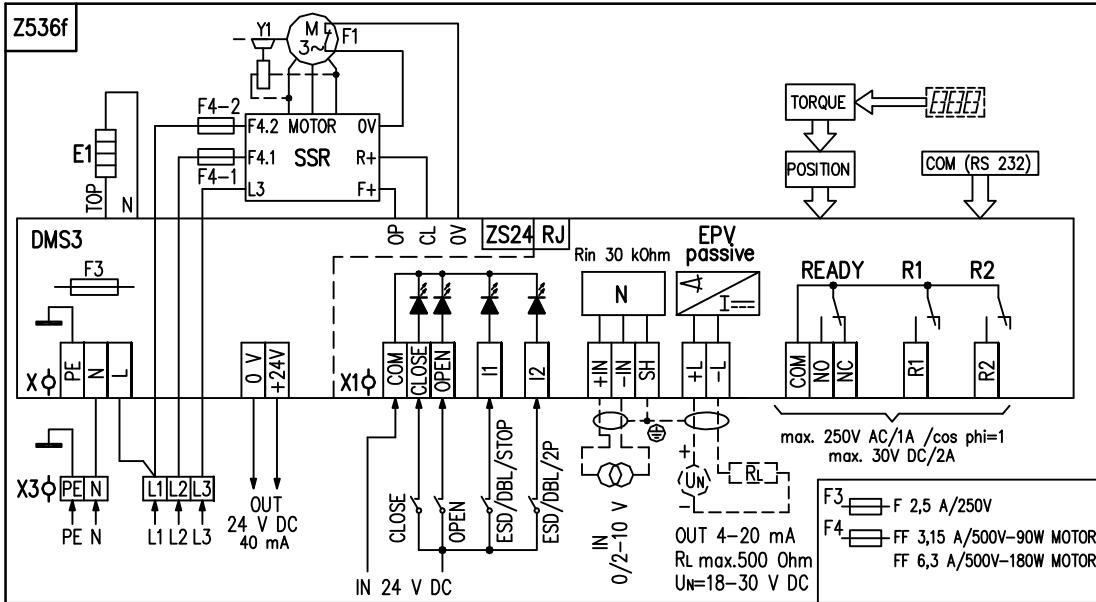 Z536f
Y1
M
3~
F1
F4-2
F4.2 MOTOR 0V
F4.1 SSR R+
F4-1
L3 F+
E1
TOP
N
TORQUE
POSITION
COM (RS 232)
DMS3
F3
OP
CL
0V
ZS24 RJ
Rin 30 kOhm
N
EPV
passive
I
READY R1 R2
X
PE
N
L
0 V
+24V
X1
COM
CLOSE
OPEN
I1
I2
+IN
-IN
SH
+L
-L
COM
NO
NC
R1
R2
X3
PE N L1 L2 L3
PE N L1 L2 L3
OUT
24 V DC
40 mA
CLOSE
OPEN
ESD/DBL/STOP
ESD/DBL/2P
IN 24 V DC
IN
0/2-10 V
+
UN
-
RL
OUT 4-20 mA
RL max.500 Ohm
UN=18-30 V DC
max. 250V AC/1A /cos phi=1
max. 30V DC/2A
F3 F 2,5 A/250V
F4 FF 3,15 A/500V-90W MOTOR
FF 6,3 A/500V-180W MOTOR